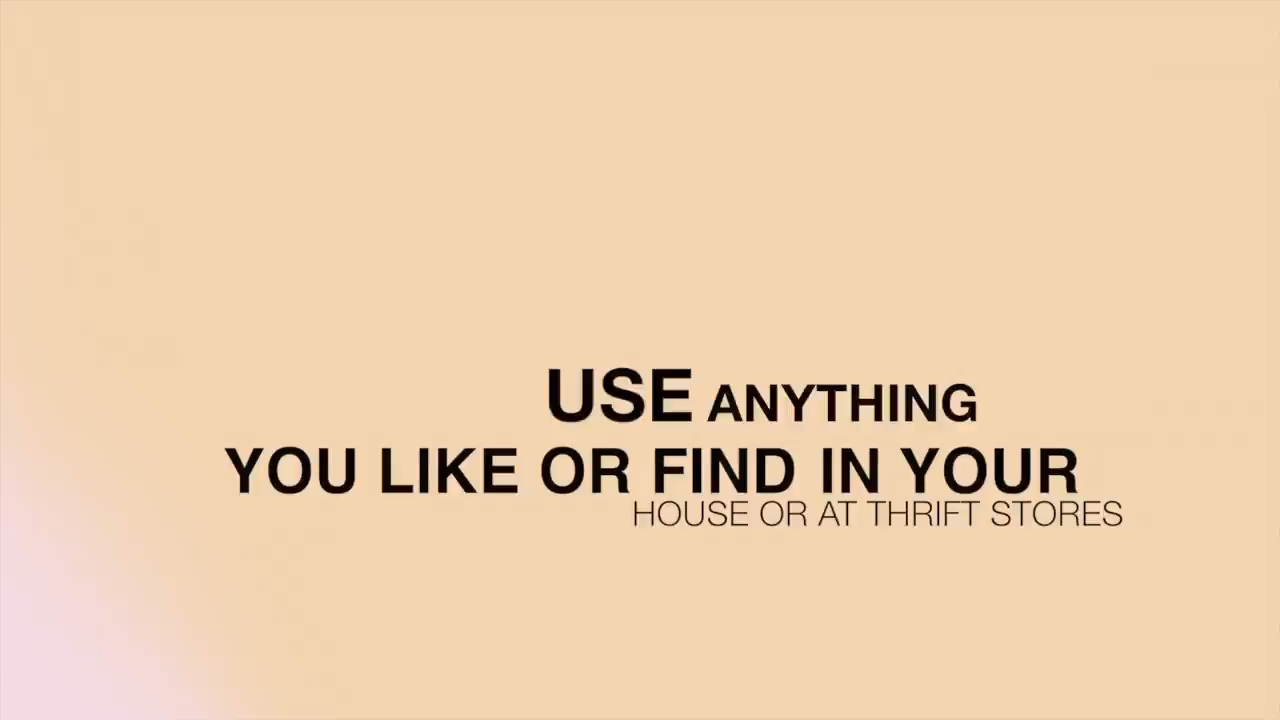 USE ANYTHING
YOU LIKE OR FIND IN YOUR
HOUSE OR AT THRIFT STORES